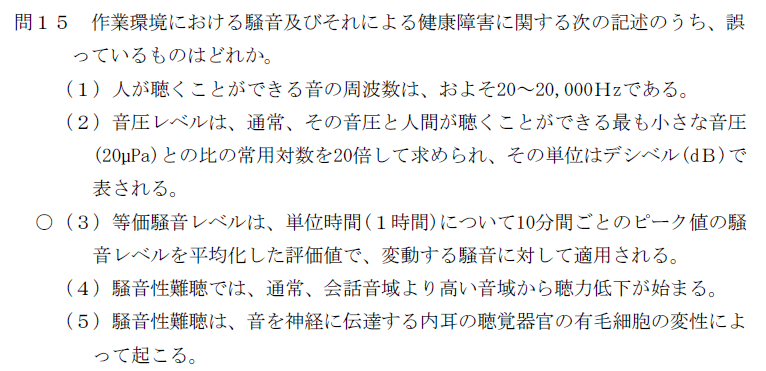 問１５　作業環境における騒音及びそれによる健康障害に関する次の記述のうち、誤
っているものはどれか。
（１）人が聴くことができる音の周波数は、およそ20～20,000Ｈzである。
（２）音圧レベルは、通常、その音圧と人間が聴くことができる最も小さな音圧
(20μPa)との比の常用対数を20倍して求められ、その単位はデシベル(dＢ)で
表される。
○（３）等価騒音レベルは、単位時間(１時間)について10分間ごとのピーク値の騒
音レベルを平均化した評価値で、変動する騒音に対して適用される。
（４）騒音性難聴では、通常、会話音域より高い音域から聴力低下が始まる。
（５）騒音性難聴は、音を神経に伝達する内耳の聴覚器官の有毛細胞の変性によ
って起こる。